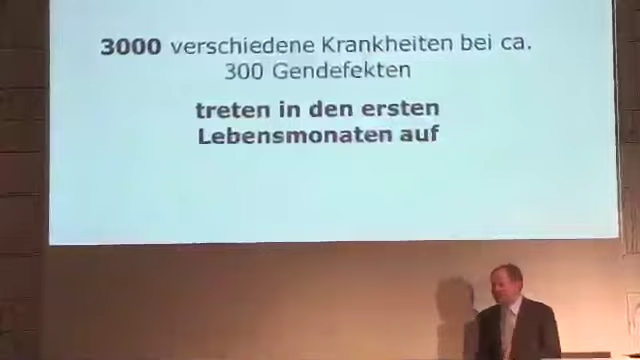 3000 verschiedene Krankheiten bei ca.
300 Gendefekten
treten in den ersten
Lebensmonaten auf